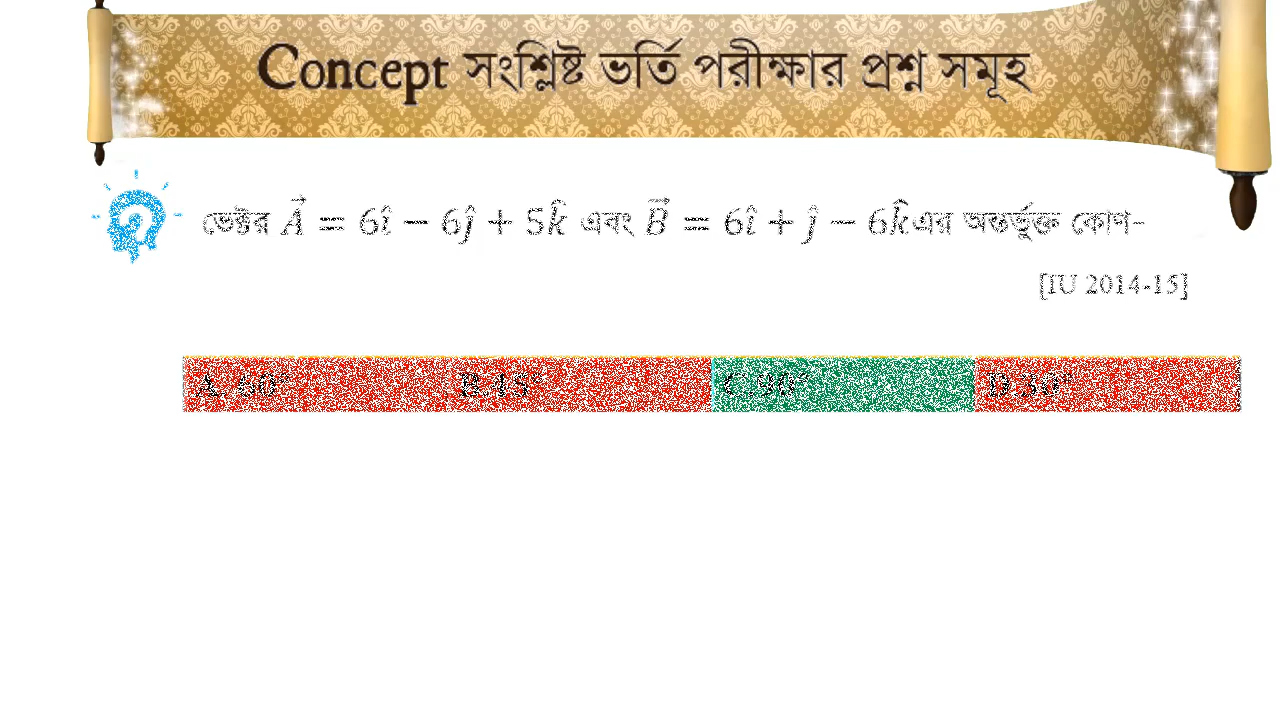 Concept সংশ্লিষ্ট ভর্তি পরীক্ষার প্রশ্ন সমূহ
ভেক্টর A⃗ = 6î − 6ĵ + 5k̂ এবং B⃗ = 6î + ĵ − 6k̂ এর অন্তর্ভুক্ত কোণ–
[IU 2014-15]
A. 60° B. 45° C. 90° D. 30°